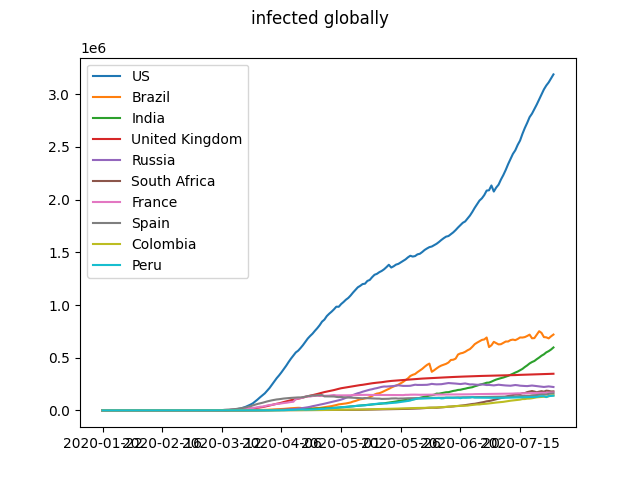 infected globally
1e6
3.0
2.5
2.0
1.5
1.0
0.5
0.0
US
Brazil
India
United Kingdom
Russia
South Africa
France
Spain
Colombia
Peru
2020-01-22 2020-02-16 2020-03-12 2020-04-06 2020-05-01 2020-05-26 2020-06-20 2020-07-15